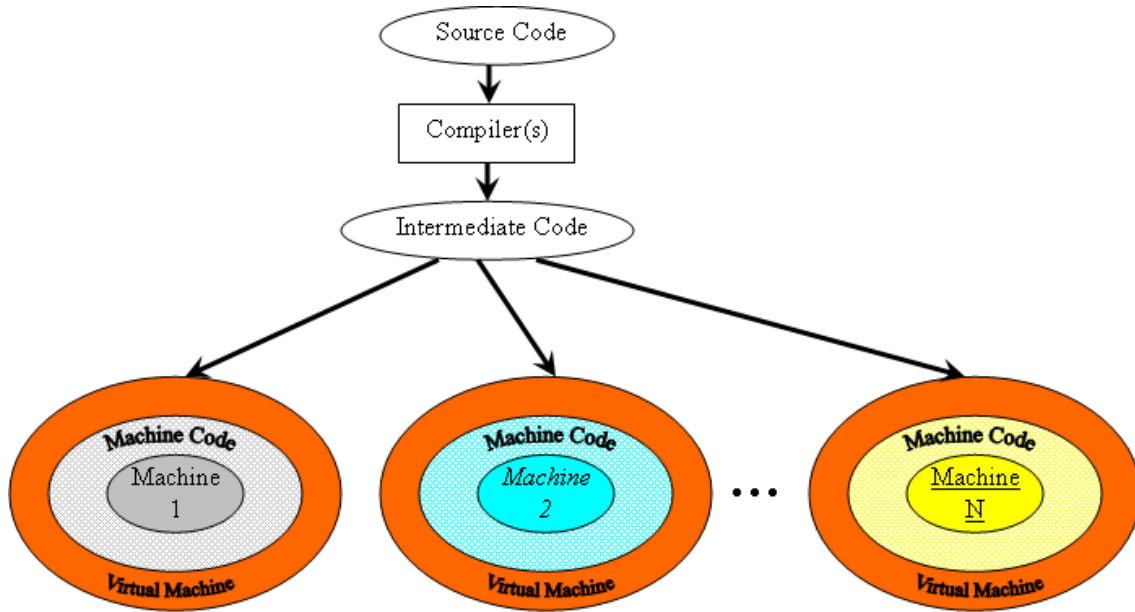 Source Code
Compiler(s)
Intermediate Code
Machine Code
Machine
1
Virtual Machine
Machine Code
Machine
2
Virtual Machine
...
Machine Code
Machine
N
Virtual Machine